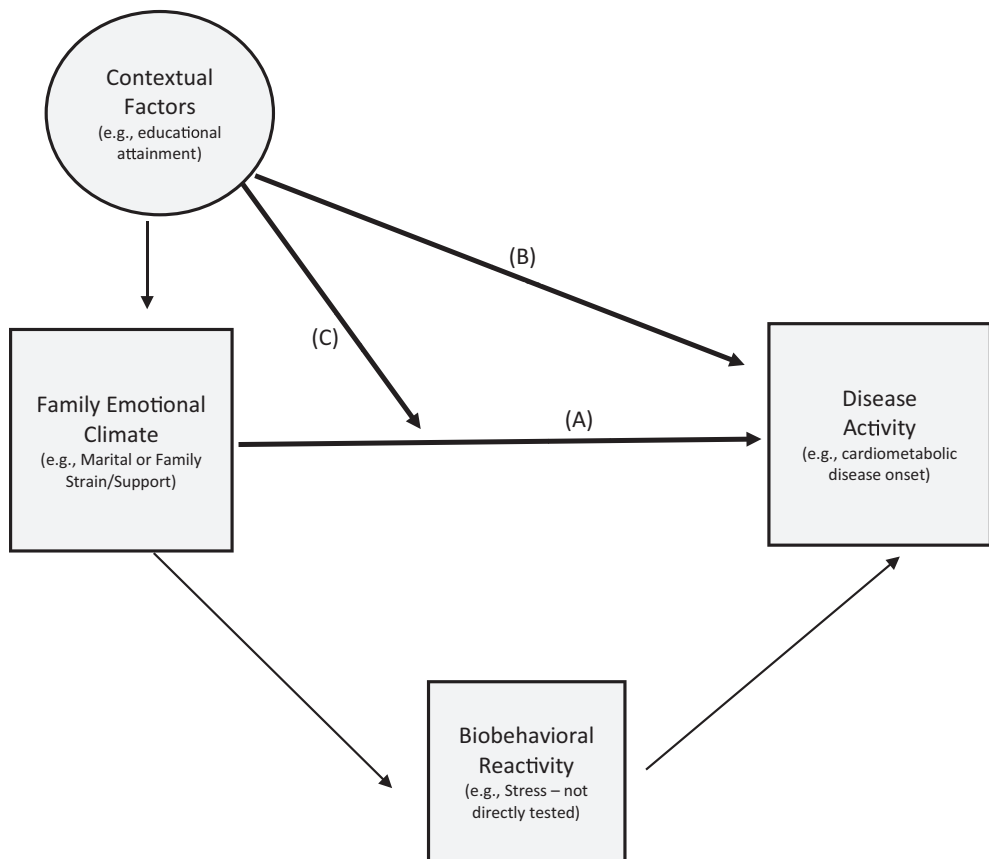 Contextual
Factors
(e.g., educational
attainment)
(B)
(C)
(A)
Family Emotional
Climate
(e.g., Marital or Family
Strain/Support)
Disease
Activity
(e.g., cardiometabolic
disease onset)
Biobehavioral
Reactivity
(e.g., Stress – not
directly tested)